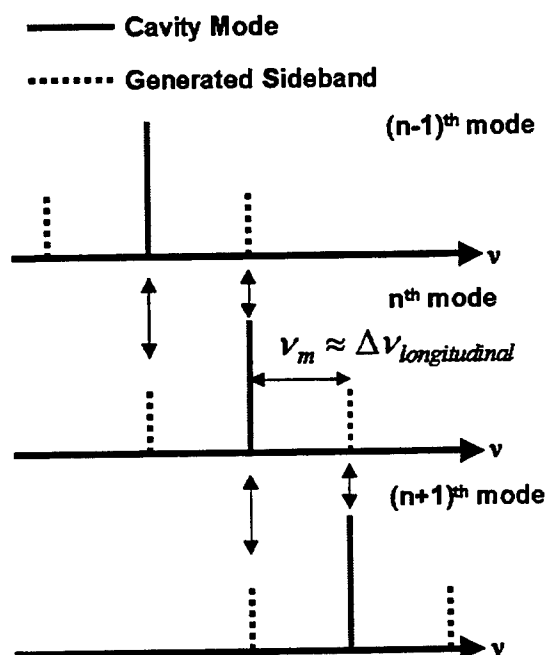 Cavity Mode
Generated Sideband
(n-1)th mode
ν
nth mode
νm ≈ Δνlongitudinal
ν
(n+1)th mode
ν